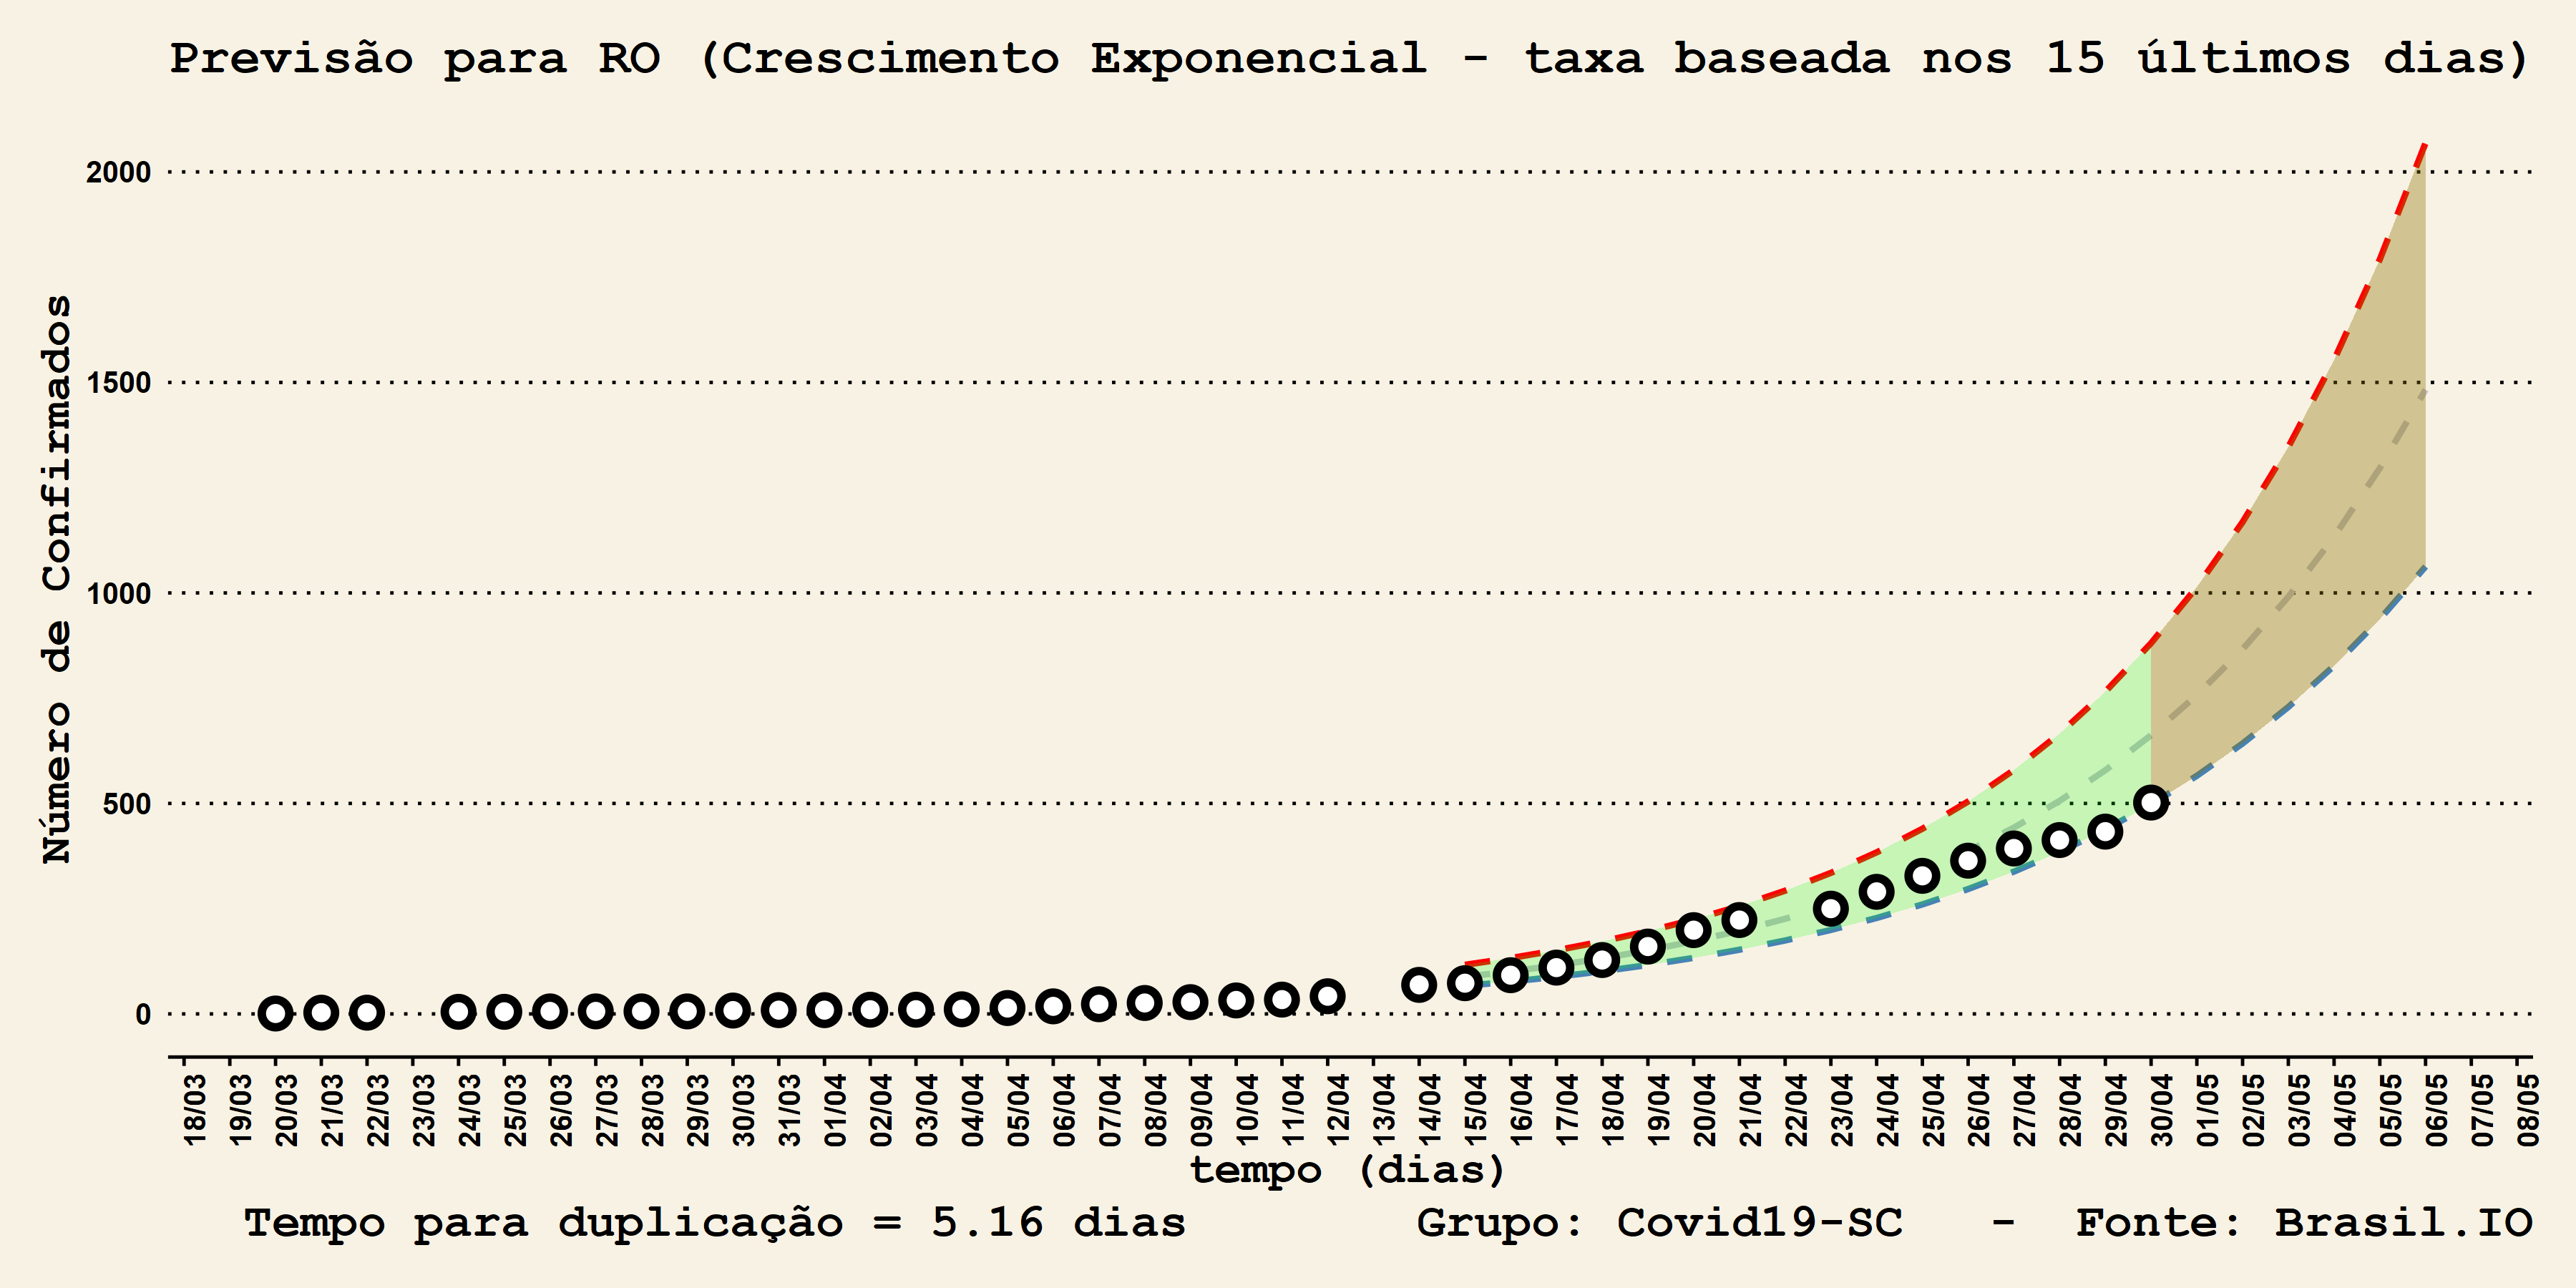 Previsão para RO (Crescimento Exponencial - taxa baseada nos 15 últimos dias)
Número de Confirmados
2000
1500
1000
500
0
18/03 19/03 20/03 21/03 22/03 23/03 24/03 25/03 26/03 27/03 28/03 29/03 30/03 31/03 01/04 02/04 03/04 04/04 05/04 06/04 07/04 08/04 09/04 10/04 11/04 12/04 13/04 14/04 15/04 16/04 17/04 18/04 19/04 20/04 21/04 22/04 23/04 24/04 25/04 26/04 27/04 28/04 29/04 30/04 01/05 02/05 03/05 04/05 05/05 06/05 07/05 08/05
tempo (dias)
Tempo para duplicação = 5.16 dias Grupo: Covid19-SC - Fonte: Brasil.IO